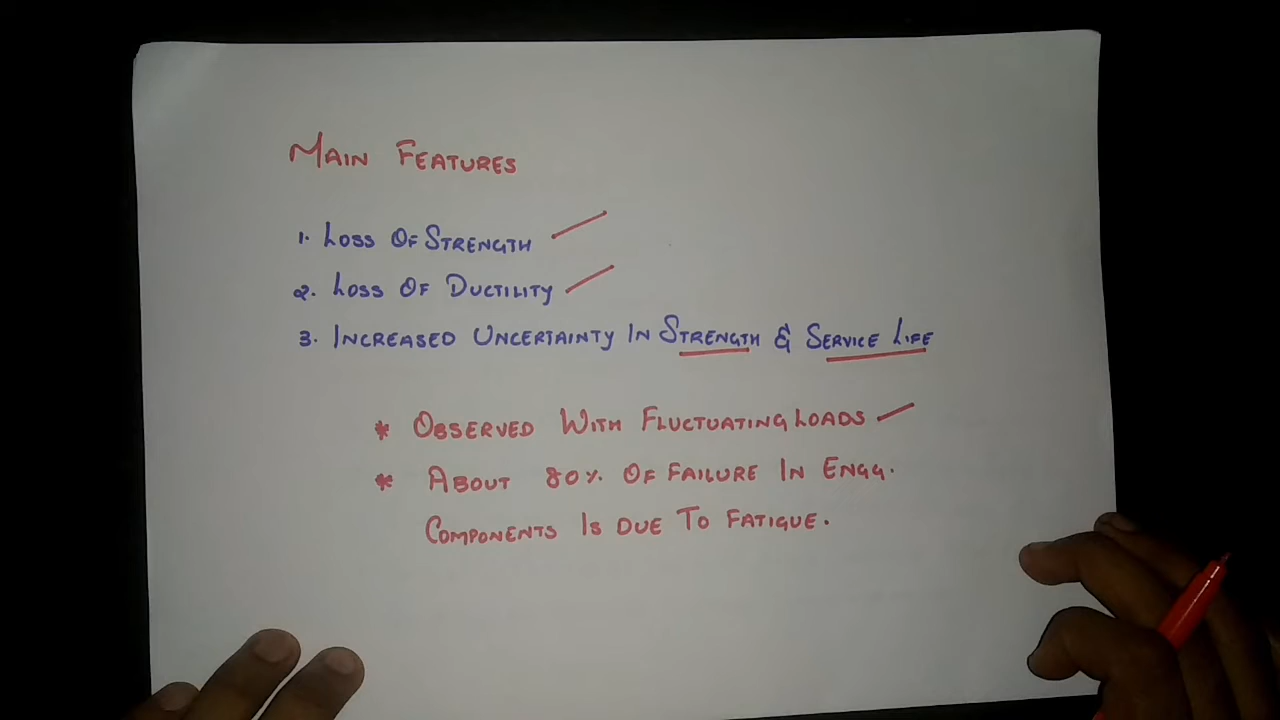 MAIN FEATURES
1. LOSS OF STRENGTH
2. LOSS OF DUCTILITY
3. INCREASED UNCERTAINTY IN STRENGTH & SERVICE LIFE
* OBSERVED WITH FLUCTUATING LOADS
* ABOUT 80% OF FAILURE IN ENGG.
COMPONENTS IS DUE TO FATIGUE.